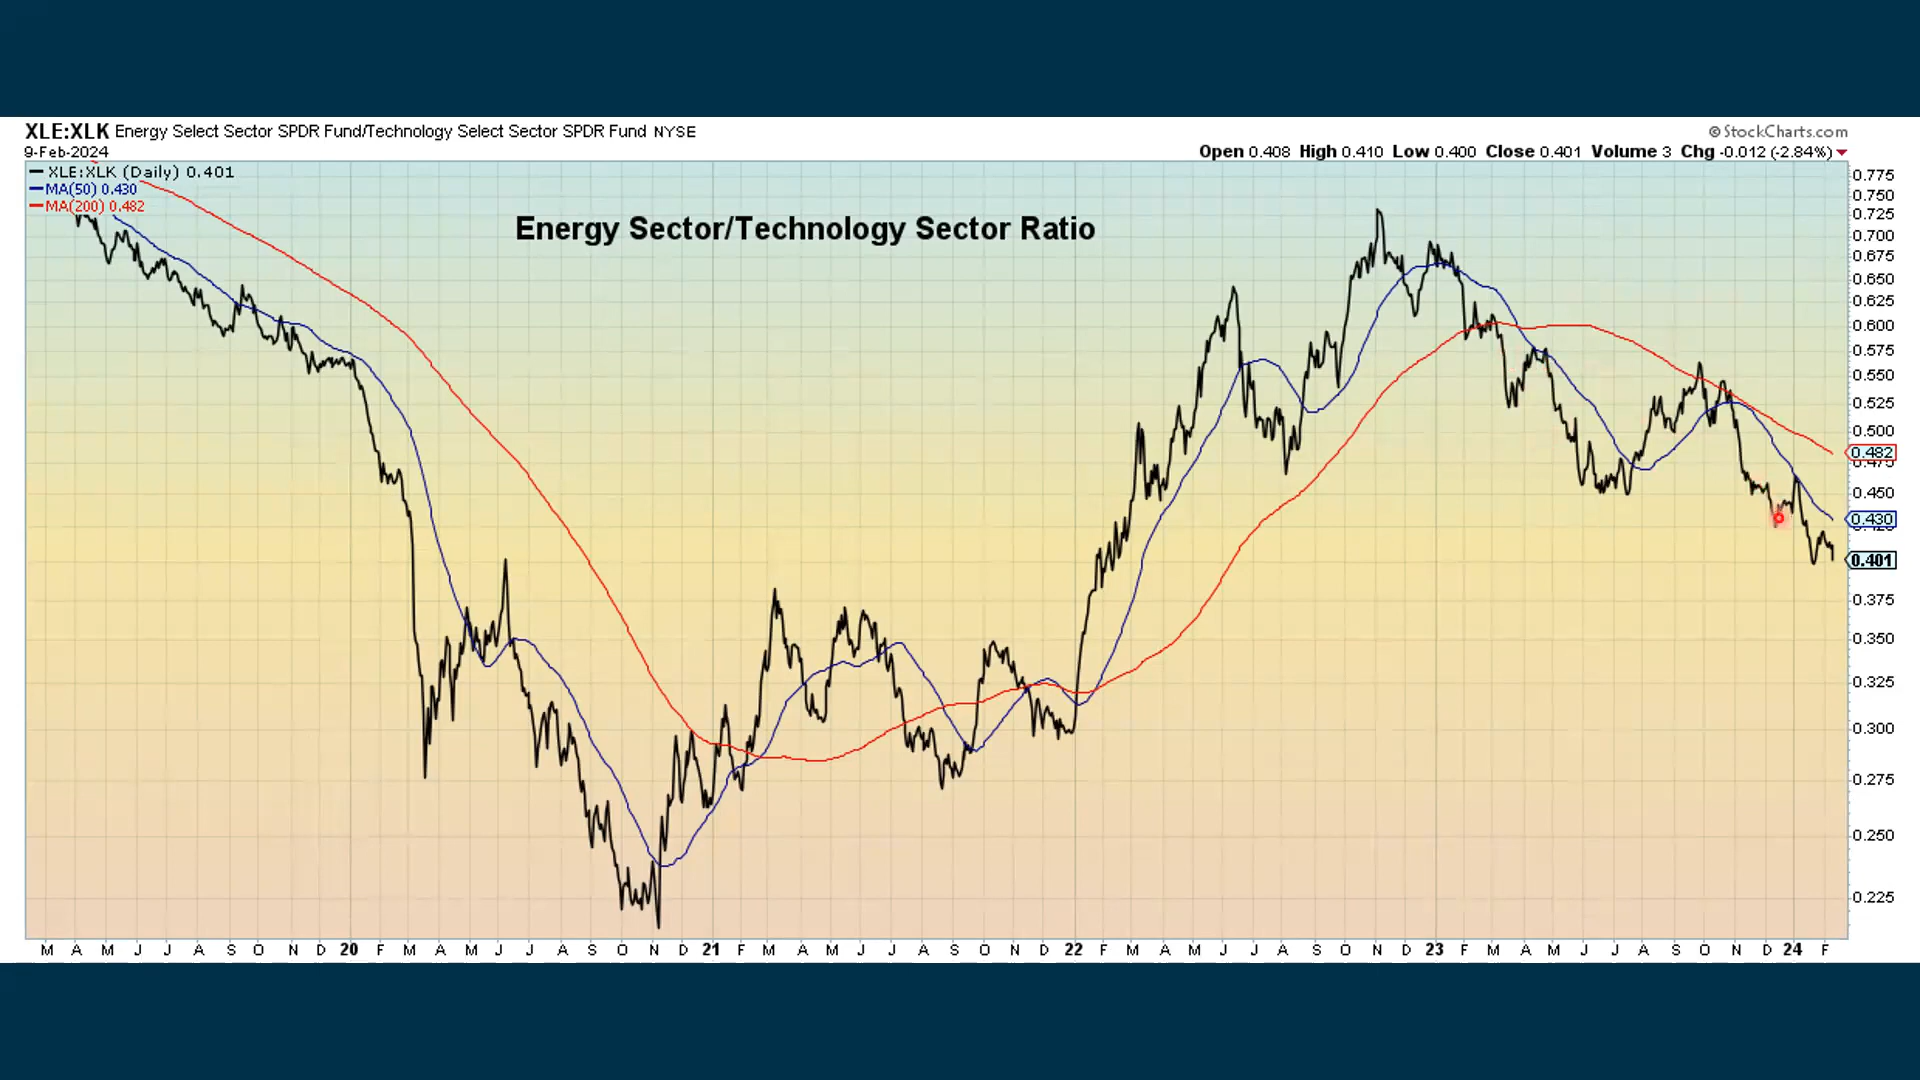 XLE:XLK Energy Select Sector SPDR Fund/Technology Select Sector SPDR Fund NYSE
© StockCharts.com
9-Feb-2024
Open 0.408 High 0.410 Low 0.400 Close 0.401 Volume 3 Chg -0.012 (-2.84%)
XLE:XLK (Daily) 0.401
MA(50) 0.430
MA(200) 0.482
Energy Sector/Technology Sector Ratio
0.775
0.750
0.725
0.700
0.675
0.650
0.625
0.600
0.575
0.550
0.525
0.500
0.482
0.475
0.450
0.430
0.401
0.375
0.350
0.325
0.300
0.275
0.250
0.225
M A M J J A S O N D 20 F M A M J J A S O N D 21 F M A M J J A S O N D 22 F M A M J J A S O N D 23 F M A M J J A S O N D 24 F